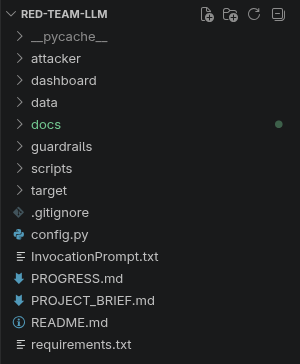 RED-TEAM-LLM
__pycache__
attacker
dashboard
data
docs
guardrails
scripts
target
.gitignore
config.py
InvocationPrompt.txt
PROGRESS.md
PROJECT_BRIEF.md
README.md
requirements.txt